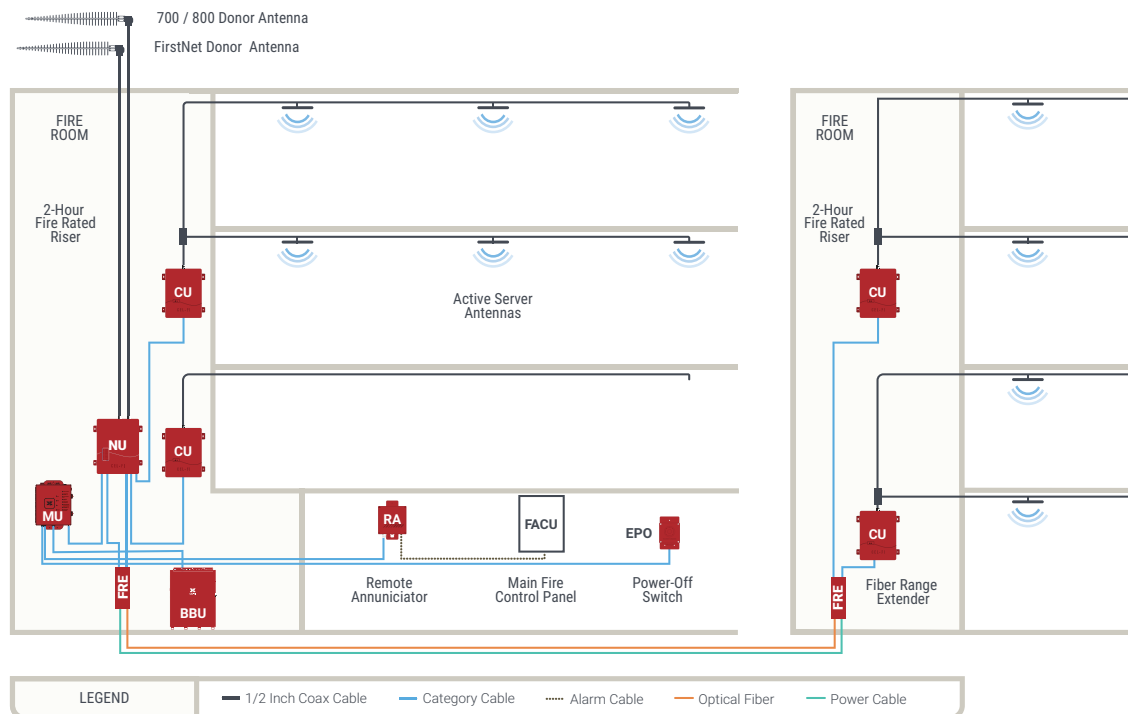 700 / 800 Donor Antenna
FirstNet Donor Antenna
FIRE
ROOM
2-Hour
Fire Rated
Riser
CU
Active Server
Antennas
NU
CU
MU
FRE
BBU
RA
FACU
EPO
Remote
Annuniciator
Main Fire
Control Panel
Power-Off
Switch
FIRE
ROOM
2-Hour
Fire Rated
Riser
CU
CU
FRE
Fiber Range
Extender
LEGEND
1/2 Inch Coax Cable
Category Cable
Alarm Cable
Optical Fiber
Power Cable